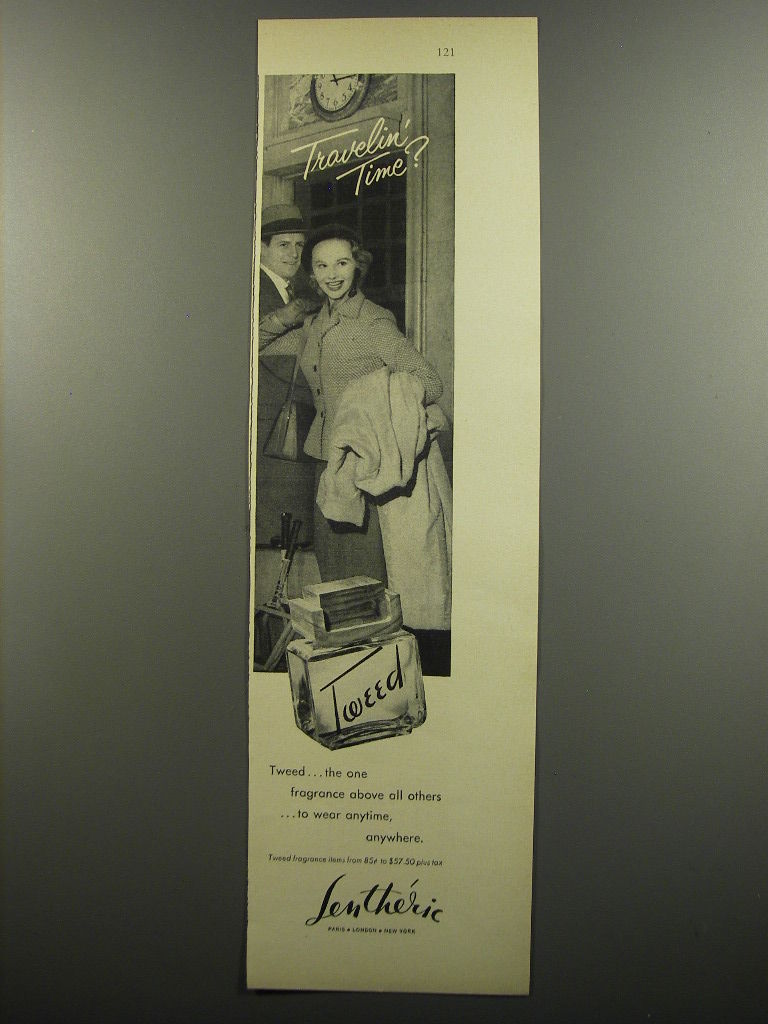 121
Travelin'
Time?
Tweed
Tweed...the one
fragrance above all others
...to wear anytime,
anywhere.
Tweed fragrance items from 85¢ to $57.50 plus tax
Lenthéric
PARIS • LONDON • NEW YORK